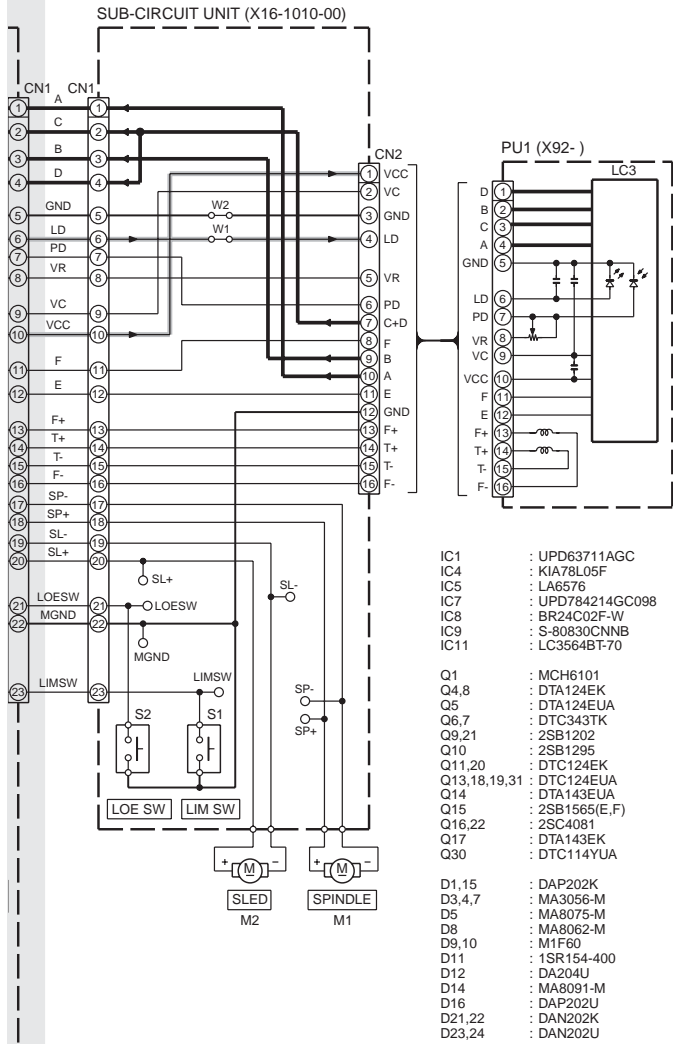 SUB-CIRCUIT UNIT (X16-1010-00)
CN1 CN1
1 A 1
2 C 2
3 B 3
4 D 4
5 GND 5 W2
6 LD 6 W1
7 PD 7
8 VR 8
9 VC 9
10 VCC 10
11 F 11
12 E 12
13 F+ 13
14 T+ 14
15 T- 15
16 F- 16
17 SP- 17
18 SP+ 18
19 SL- 19
20 SL+ 20
21 LOESW 21
22 MGND 22
23 LIMSW 23
CN2
1 VCC
2 VC
3 GND
4 LD
5 VR
6 PD
7 C+D
8 F
9 B
10 A
11 E
12 GND
13 F+
14 T+
15 T-
16 F-
SL+
LOESW
MGND
LIMSW
SL-
SP-
SP+
S2 S1
LOE SW LIM SW
+ M - + M -
SLED SPINDLE
M2 M1
PU1 (X92- )
LC3
D 1
B 2
C 3
A 4
GND 5
LD 6
PD 7
VR 8
VC 9
VCC 10
F 11
E 12
F+ 13
T+ 14
T- 15
F- 16
IC1 : UPD63711AGC
IC4 : KIA78L05F
IC5 : LA6576
IC7 : UPD784214GC098
IC8 : BR24C02F-W
IC9 : S-80830CNNB
IC11 : LC3564BT-70
Q1 : MCH6101
Q4,8 : DTA124EK
Q5 : DTA124EUA
Q6,7 : DTC343TK
Q9,21 : 2SB1202
Q10 : 2SB1295
Q11,20 : DTC124EK
Q13,18,19,31 : DTC124EUA
Q14 : DTA143EUA
Q15 : 2SB1565(E,F)
Q16,22 : 2SC4081
Q17 : DTA143EK
Q30 : DTC114YUA
D1,15 : DAP202K
D3,4,7 : MA3056-M
D5 : MA8075-M
D8 : MA8062-M
D9,10 : M1F60
D11 : 1SR154-400
D12 : DA204U
D14 : MA8091-M
D16 : DAP202U
D21,22 : DAN202K
D23,24 : DAN202U